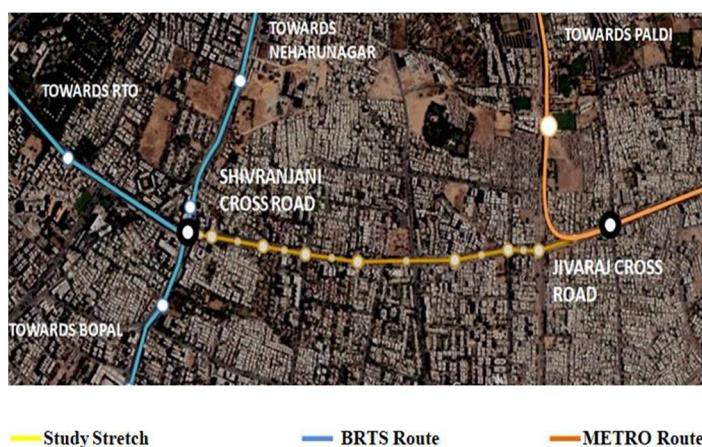 TOWARDS
NEHARUNAGAR
TOWARDS PALDI
TOWARDS RTO
SHIVRANJANI
CROSS ROAD
JIVARAJ CROSS
ROAD
TOWARDS BOPAL
Study Stretch
BRTS Route
METRO Route